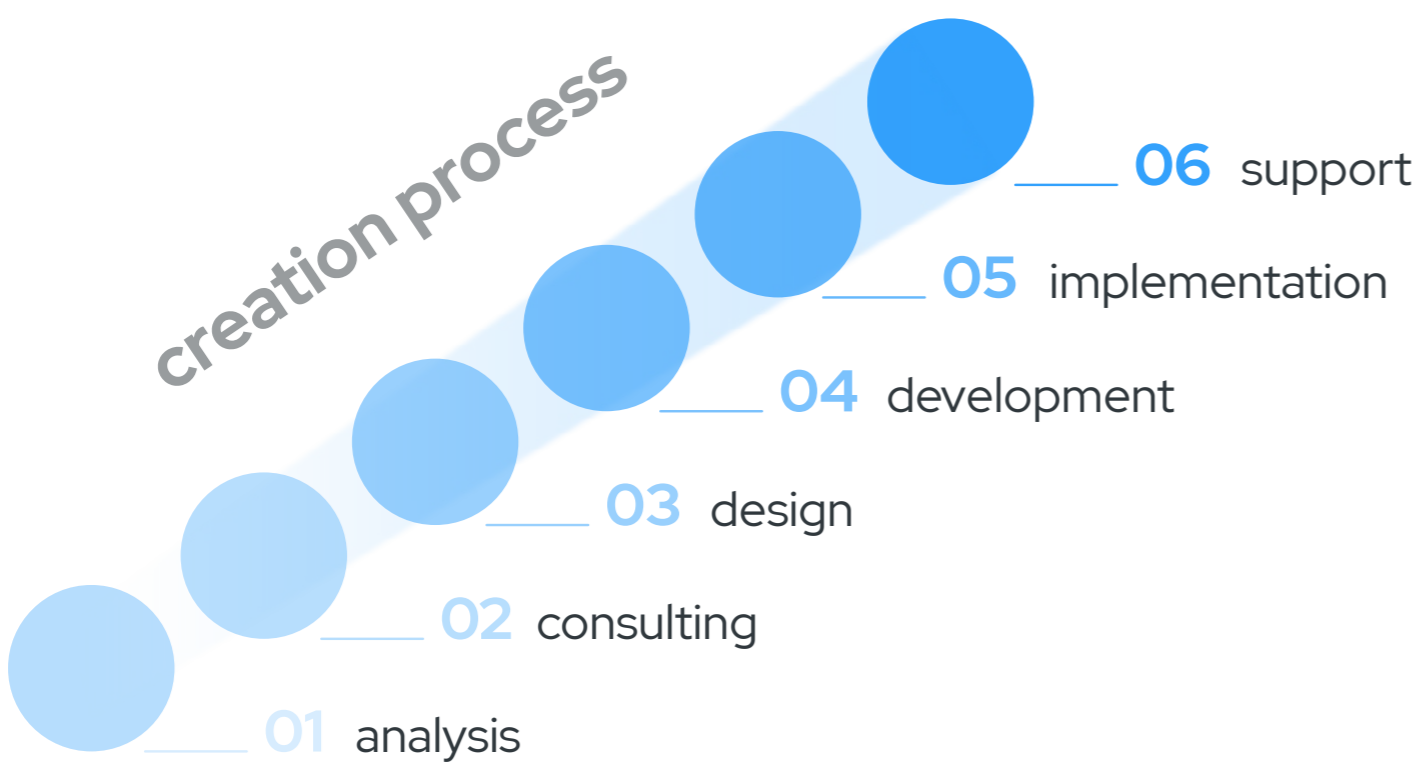 creation process
06 support
05 implementation
04 development
03 design
02 consulting
01 analysis